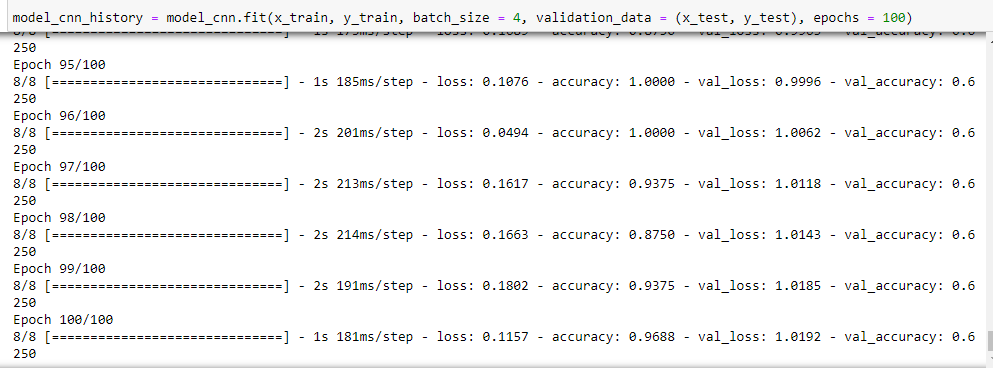 model_cnn_history = model_cnn.fit(x_train, y_train, batch_size = 4, validation_data = (x_test, y_test), epochs = 100)
250
Epoch 95/100
8/8 [==============================] - 1s 185ms/step - loss: 0.1076 - accuracy: 1.0000 - val_loss: 0.9996 - val_accuracy: 0.6
250
Epoch 96/100
8/8 [==============================] - 2s 201ms/step - loss: 0.0494 - accuracy: 1.0000 - val_loss: 1.0062 - val_accuracy: 0.6
250
Epoch 97/100
8/8 [==============================] - 2s 213ms/step - loss: 0.1617 - accuracy: 0.9375 - val_loss: 1.0118 - val_accuracy: 0.6
250
Epoch 98/100
8/8 [==============================] - 2s 214ms/step - loss: 0.1663 - accuracy: 0.8750 - val_loss: 1.0143 - val_accuracy: 0.6
250
Epoch 99/100
8/8 [==============================] - 2s 191ms/step - loss: 0.1802 - accuracy: 0.9375 - val_loss: 1.0185 - val_accuracy: 0.6
250
Epoch 100/100
8/8 [==============================] - 1s 181ms/step - loss: 0.1157 - accuracy: 0.9688 - val_loss: 1.0192 - val_accuracy: 0.6
250